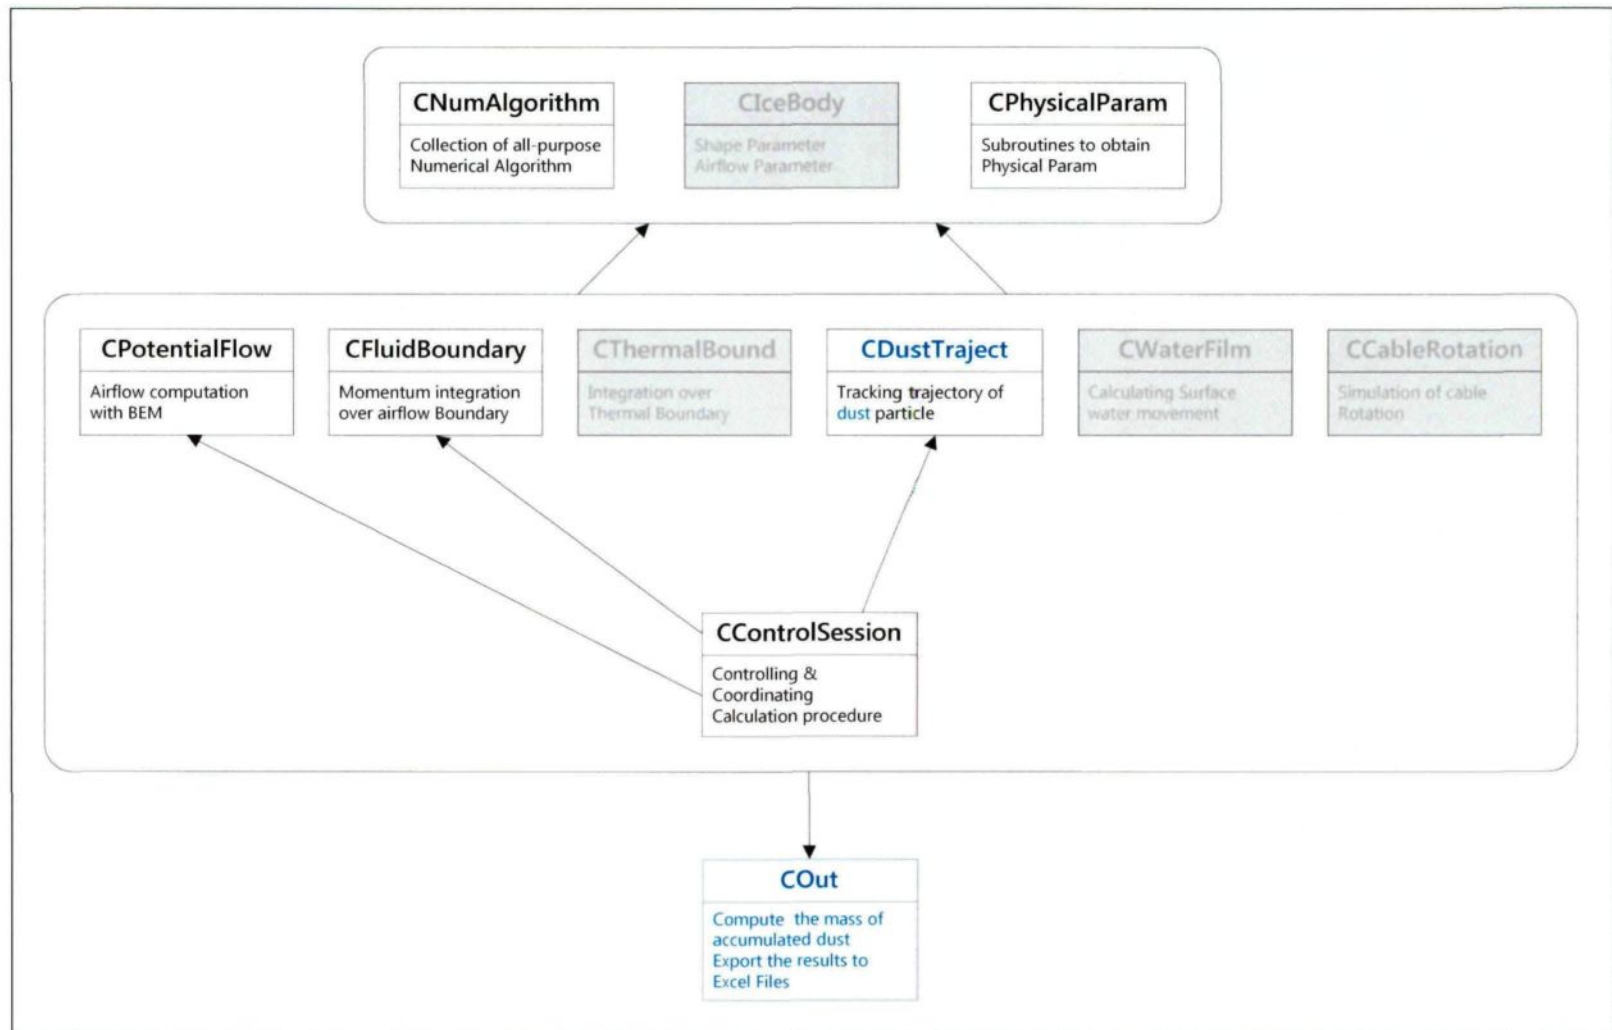 CNumAlgorithm
Collection of all-purpose
Numerical Algorithm
CIceBody
Shape Parameter
Airflow Parameter
CPhysicalParam
Subroutines to obtain
Physical Param
CPotentialFlow
Airflow computation
with BEM
CFluidBoundary
Momentum integration
over airflow Boundary
CThermalBound
Integration over
Thermal Boundary
CDustTraject
Tracking trajectory of
dust particle
CWaterFilm
Calculating Surface
water movement
CCableRotation
Simulation of cable
Rotation
CControlSession
Controlling &
Coordinating
Calculation procedure
COut
Compute the mass of
accumulated dust
Export the results to
Excel Files